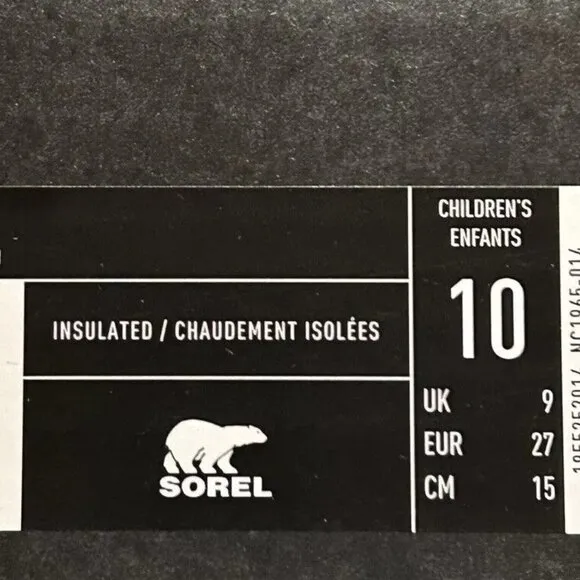 CHILDREN'S
ENFANTS
10
INSULATED / CHAUDEMENT ISOLÉES
UK 9
EUR 27
CM 15
SOREL